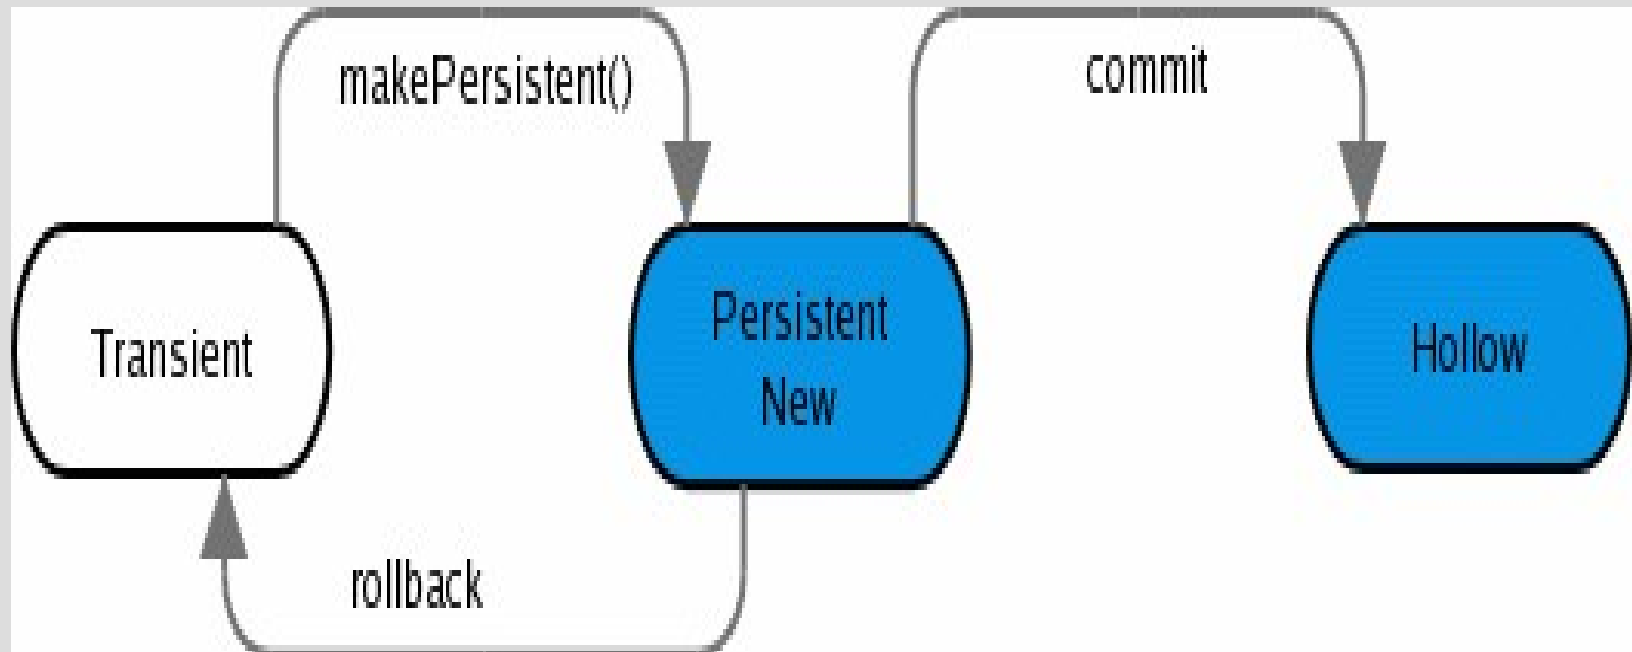 makePersistent()
commit
Transient
Persistent
New
Hollow
rollback